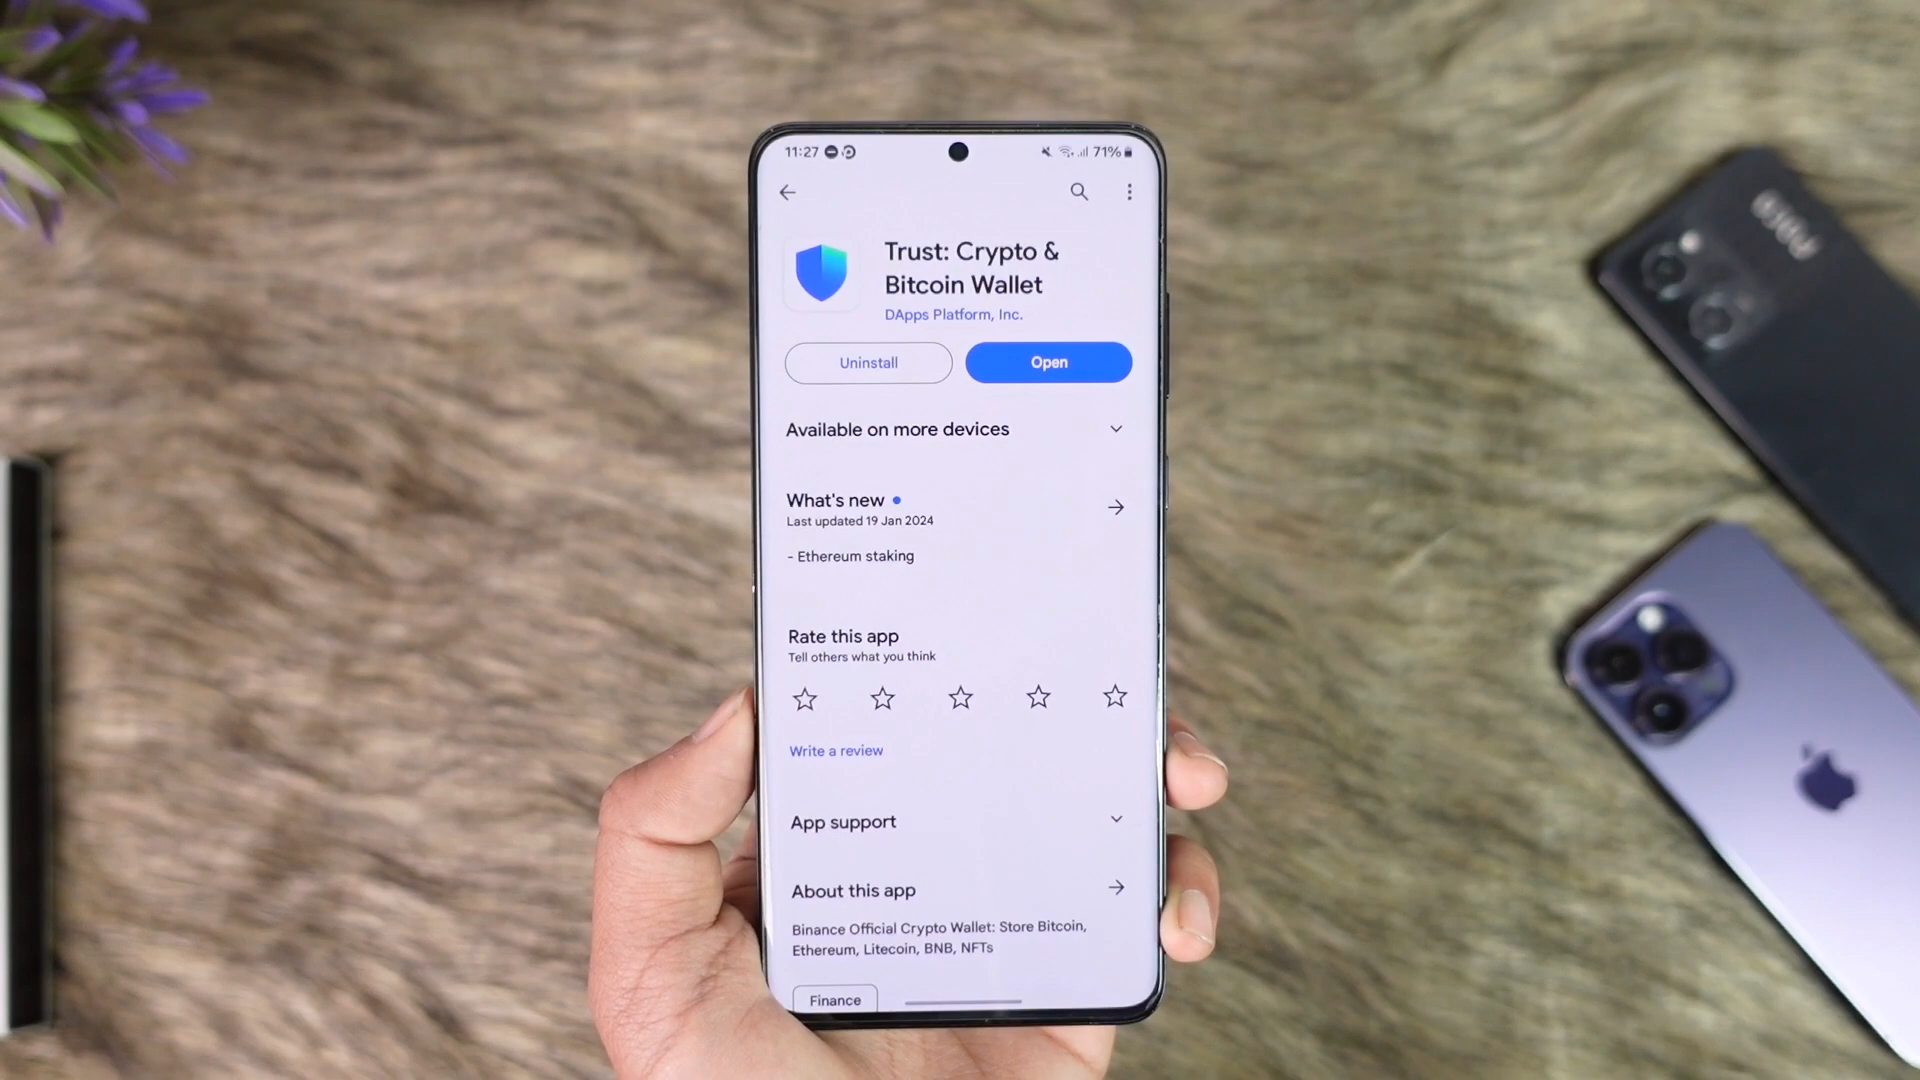 11:27
71%
Trust: Crypto &
Bitcoin Wallet
DApps Platform, Inc.
Uninstall
Open
Available on more devices
What's new
Last updated 19 Jan 2024
- Ethereum staking
Rate this app
Tell others what you think
Write a review
App support
About this app
Binance Official Crypto Wallet: Store Bitcoin,
Ethereum, Litecoin, BNB, NFTs
Finance